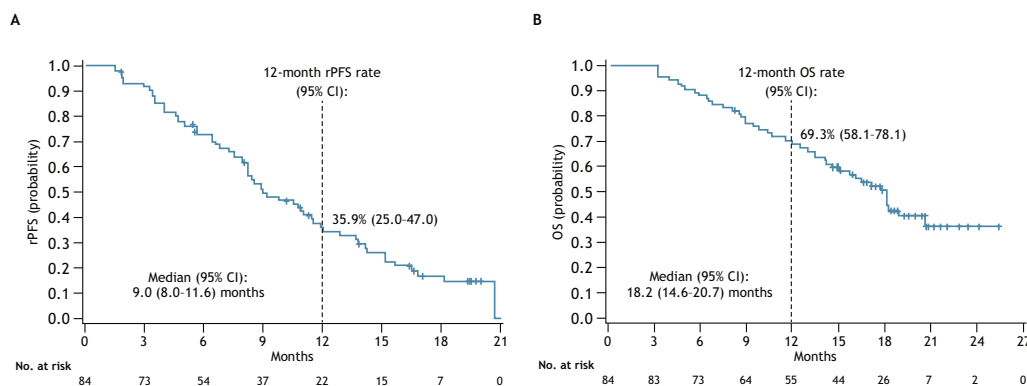 A
B
12-month rPFS rate
(95% CI):
35.9% (25.0-47.0)
Median (95% CI):
9.0 (8.0-11.6) months
rPFS (probability)
1.0
0.9
0.8
0.7
0.6
0.5
0.4
0.3
0.2
0.1
0.0
0 3 6 9 12 15 18 21
Months
No. at risk
84 73 54 37 22 15 7 0
12-month OS rate
(95% CI):
69.3% (58.1-78.1)
Median (95% CI):
18.2 (14.6-20.7) months
OS (probability)
1.0
0.9
0.8
0.7
0.6
0.5
0.4
0.3
0.2
0.1
0.0
0 3 6 9 12 15 18 21 24 27
Months
No. at risk
84 83 73 64 55 44 26 7 2 0